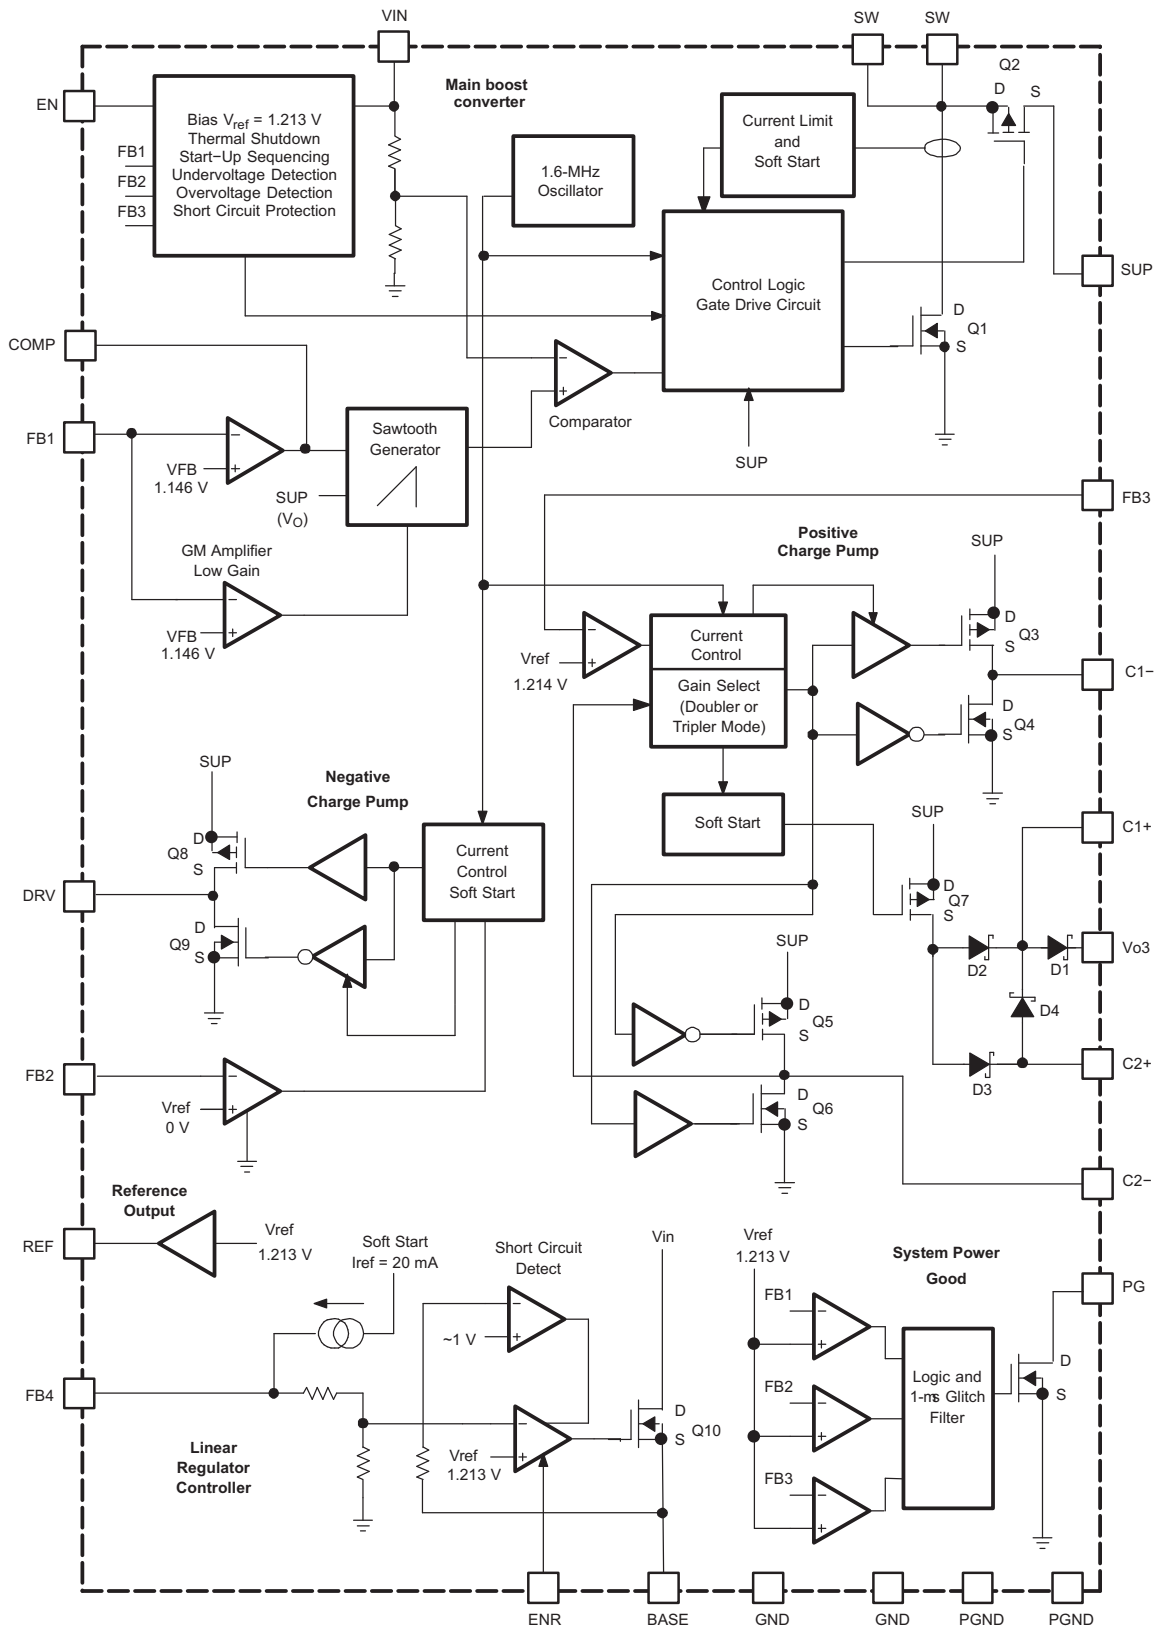 VIN
SW
SW
Q2
D
S
EN
Main boost
converter
Bias Vref = 1.213 V
Thermal Shutdown
Start−Up Sequencing
Undervoltage Detection
Overvoltage Detection
Short Circuit Protection
FB1
FB2
FB3
1.6-MHz
Oscillator
Current Limit
and
Soft Start
SUP
Control Logic
Gate Drive Circuit
D
Q1
S
COMP
−
+
Comparator
SUP
FB1
−
+
VFB
1.146 V
Sawtooth
Generator
SUP
(VO)
FB3
GM Amplifier
Low Gain
−
+
VFB
1.146 V
Positive
Charge Pump
SUP
−
+
Vref
1.214 V
Current
Control
Gain Select
(Doubler or
Tripler Mode)
D
Q3
S
C1−
D
Q4
S
SUP
Negative
Charge Pump
Soft Start
SUP
C1+
D
Q8
S
Current
Control
Soft Start
DRV
D
Q7
S
D
Q9
S
SUP
D2
D1
Vo3
D
Q5
S
D4
FB2
−
+
Vref
0 V
D3
C2+
D
Q6
S
C2−
Reference
Output
REF
Vref
1.213 V
Soft Start
Iref = 20 mA
Short Circuit
Detect
−
+
~1 V
Vin
Vref
1.213 V
System Power
Good
PG
FB1
−
+
FB2
−
+
FB3
−
+
Logic and
1-ms Glitch
Filter
D
S
FB4
−
+
Vref
1.213 V
D
Q10
S
Linear
Regulator
Controller
ENR
BASE
GND
GND
PGND
PGND